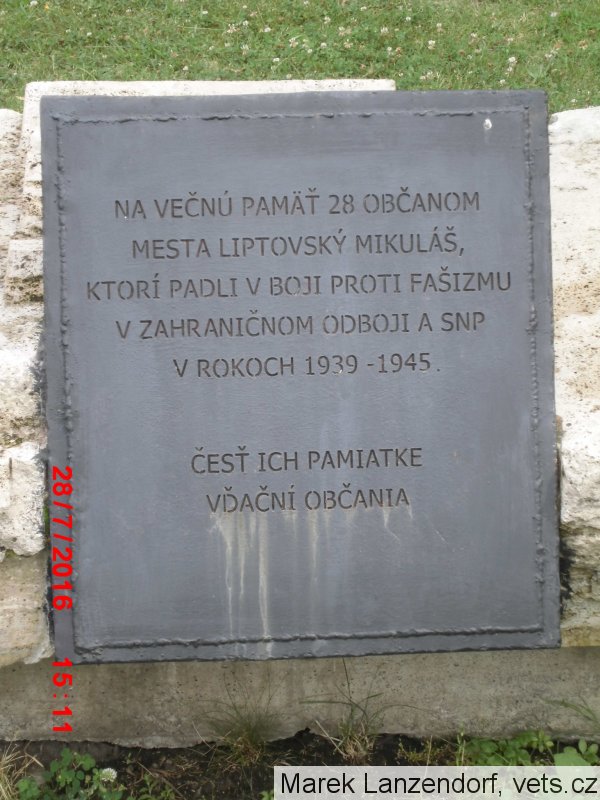 NA VEČNÚ PAMÄŤ 28 OBČANOM
MESTA LIPTOVSKÝ MIKULÁŠ,
KTORÍ PADLI V BOJI PROTI FAŠIZMU
V ZAHRANIČNOM ODBOJI A SNP
V ROKOCH 1939 -1945.
ČESŤ ICH PAMIATKE
VĎAČNÍ OBČANIA
28/7/2016 15:11
Marek Lanzendorf, vets.cz